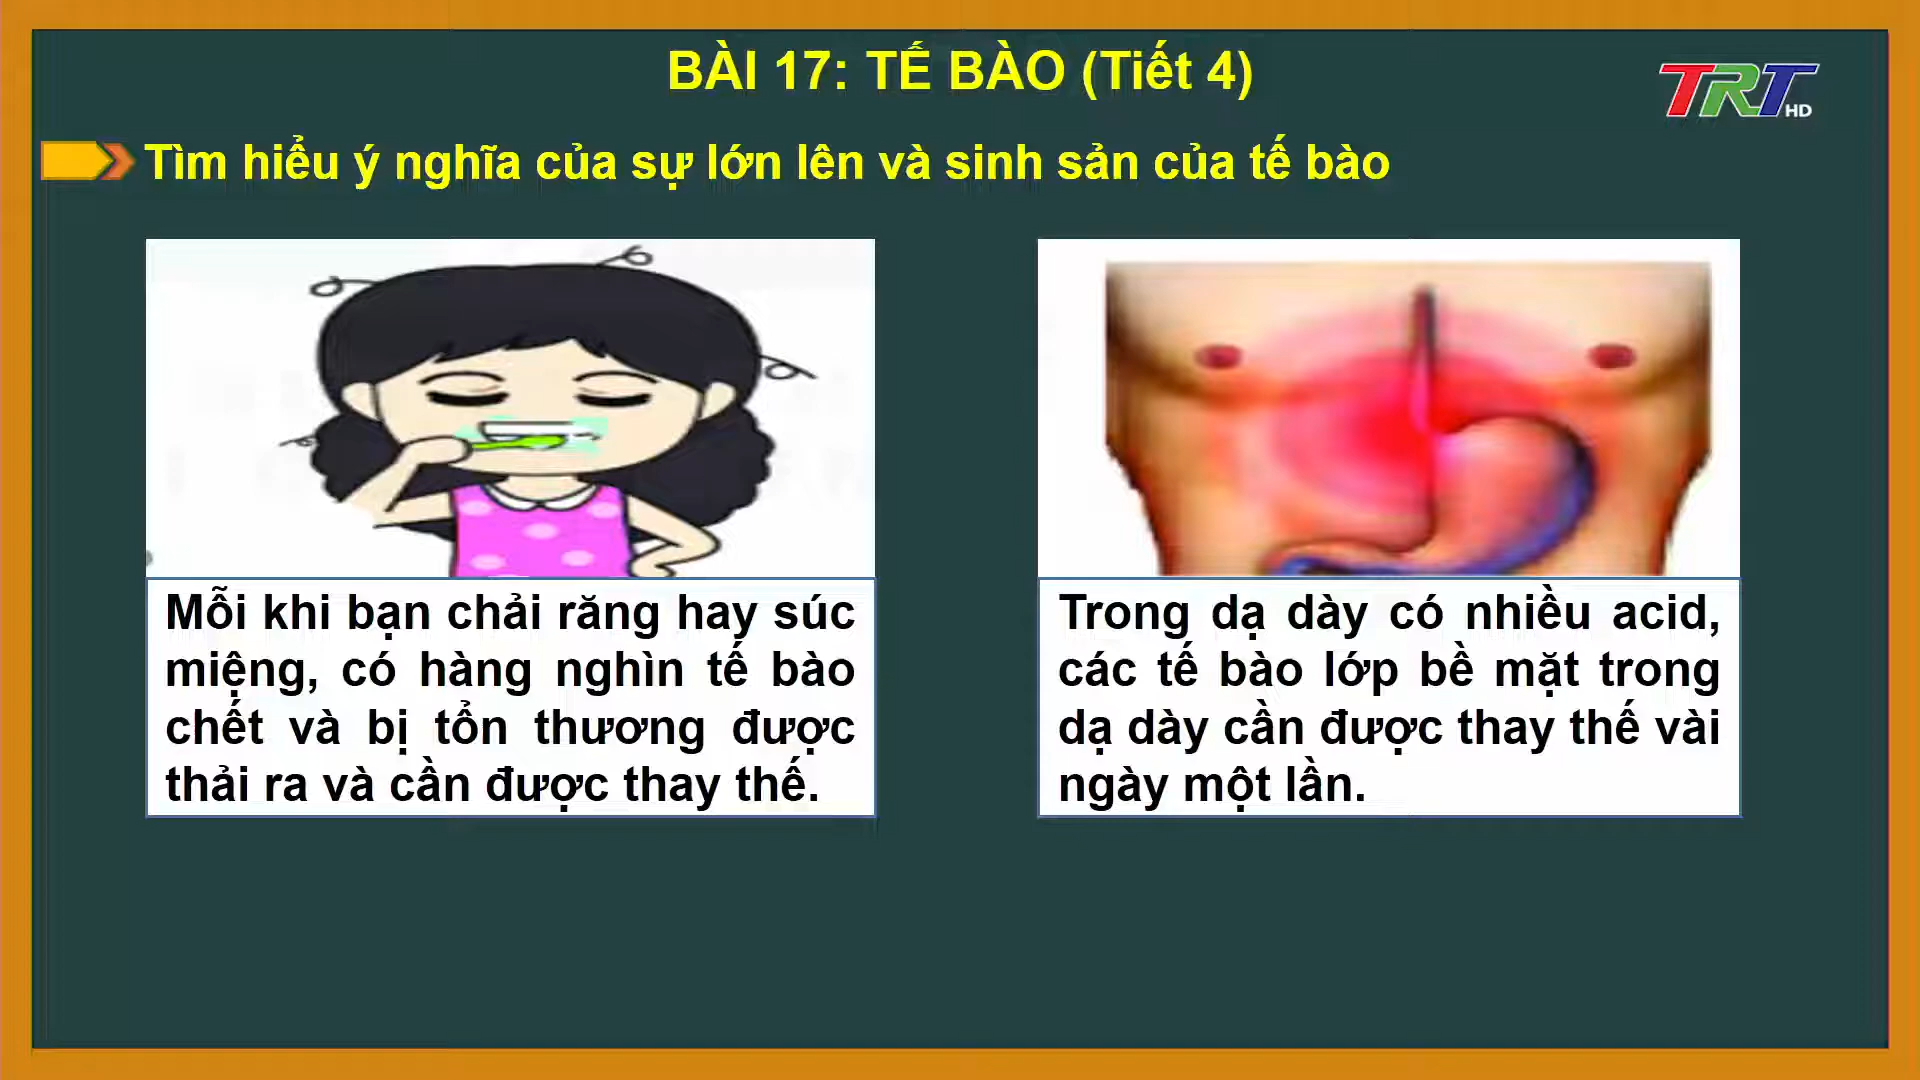 BÀI 17: TẾ BÀO (Tiết 4)
TRT HD
Tìm hiểu ý nghĩa của sự lớn lên và sinh sản của tế bào
Mỗi khi bạn chải răng hay súc
miệng, có hàng nghìn tế bào
chết và bị tổn thương được
thải ra và cần được thay thế.
Trong dạ dày có nhiều acid,
các tế bào lớp bề mặt trong
dạ dày cần được thay thế vài
ngày một lần.